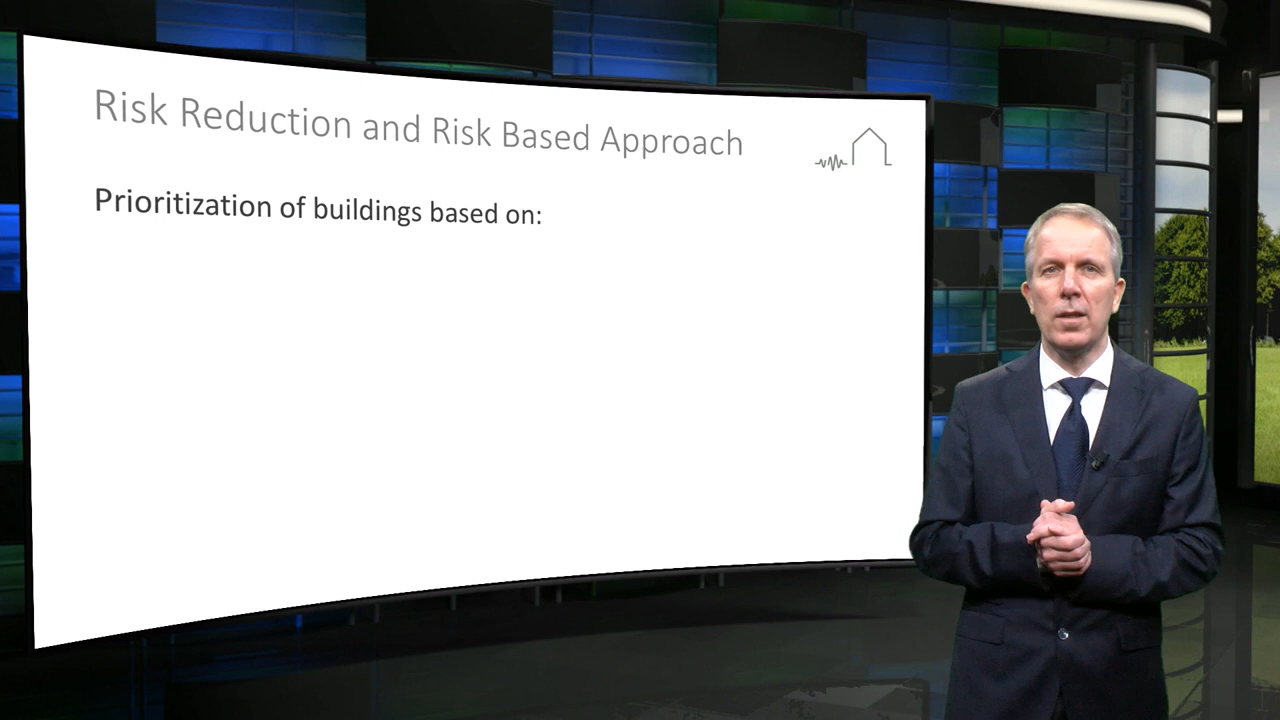 Risk Reduction and Risk Based Approach
Prioritization of buildings based on: